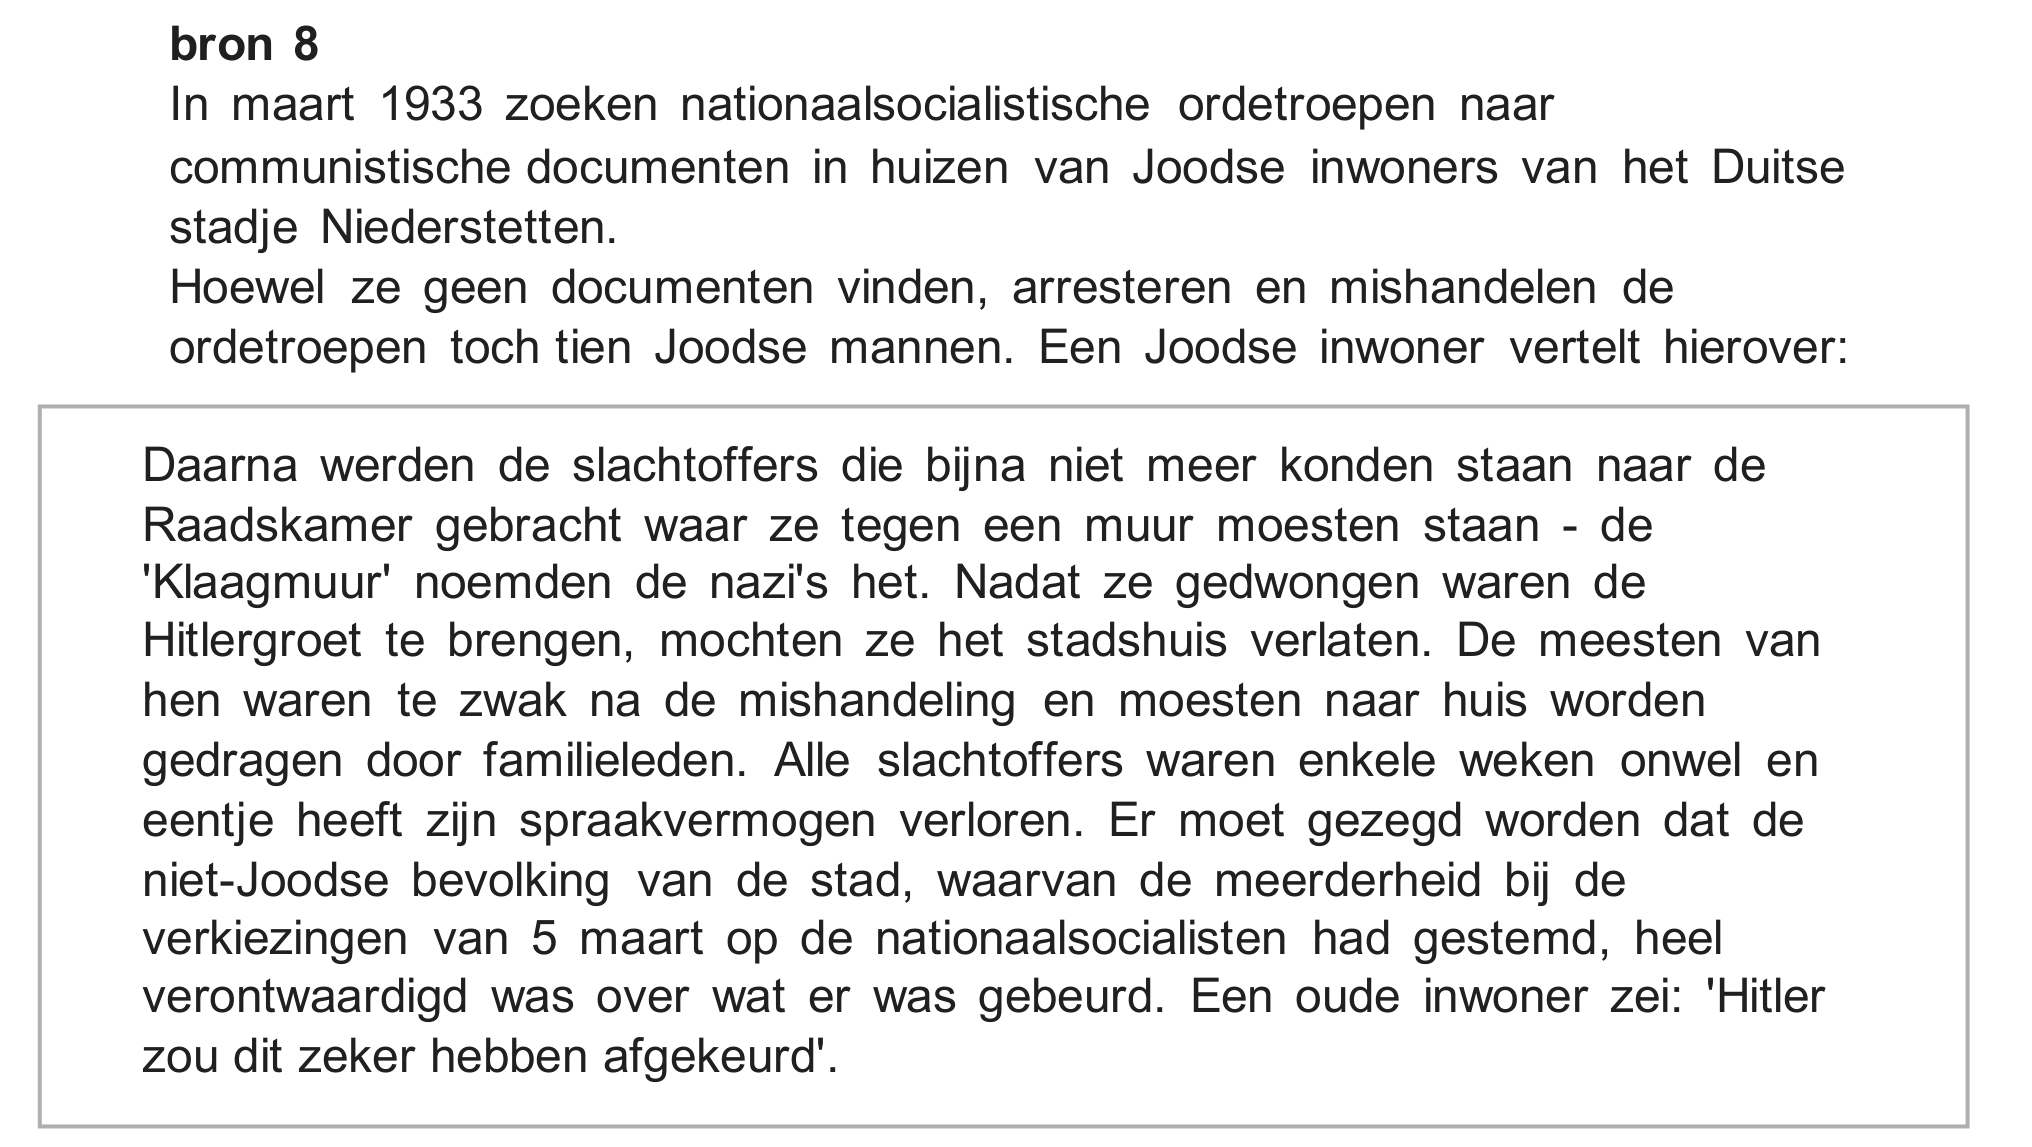 bron 8
In maart 1933 zoeken nationaalsocialistische ordetroepen naar
communistische documenten in huizen van Joodse inwoners van het Duitse
stadje Niederstetten.
Hoewel ze geen documenten vinden, arresteren en mishandelen de
ordetroepen toch tien Joodse mannen. Een Joodse inwoner vertelt hierover:
Daarna werden de slachtoffers die bijna niet meer konden staan naar de
Raadskamer gebracht waar ze tegen een muur moesten staan - de
'Klaagmuur' noemden de nazi's het. Nadat ze gedwongen waren de
Hitlergroet te brengen, mochten ze het stadshuis verlaten. De meesten van
hen waren te zwak na de mishandeling en moesten naar huis worden
gedragen door familieleden. Alle slachtoffers waren enkele weken onwel en
eentje heeft zijn spraakvermogen verloren. Er moet gezegd worden dat de
niet-Joodse bevolking van de stad, waarvan de meerderheid bij de
verkiezingen van 5 maart op de nationaalsocialisten had gestemd, heel
verontwaardigd was over wat er was gebeurd. Een oude inwoner zei: 'Hitler
zou dit zeker hebben afgekeurd'.